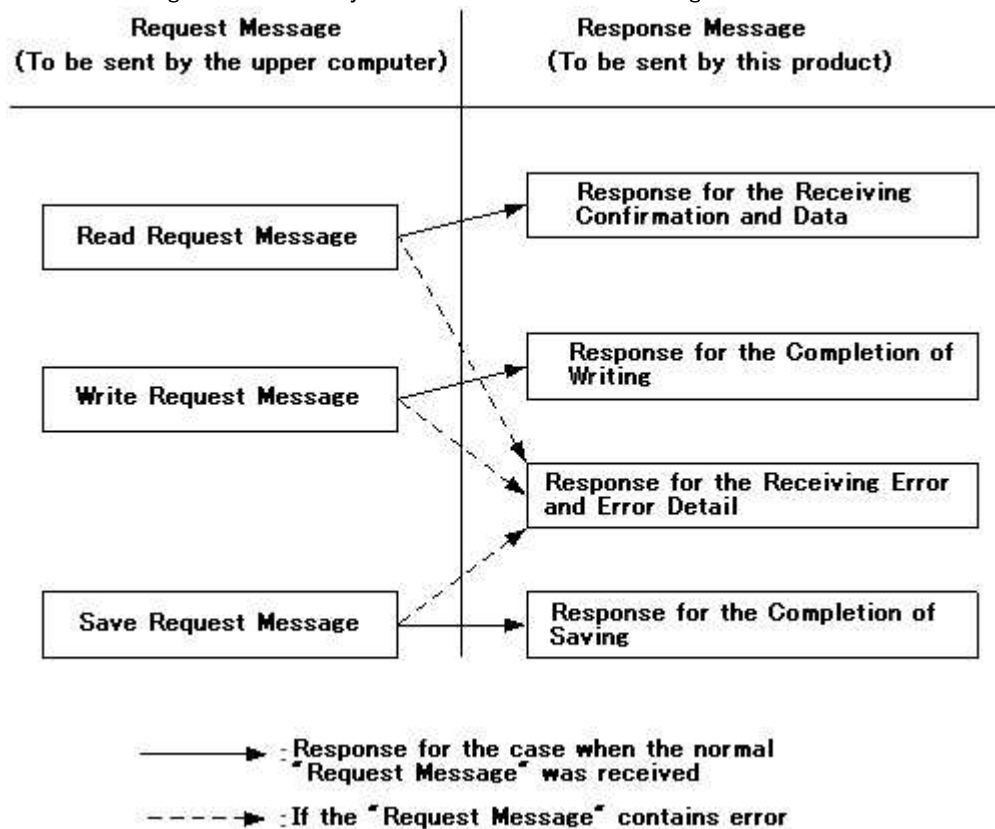 Request Message
(To be sent by the upper computer)
Response Message
(To be sent by this product)
Read Request Message
Response for the Receiving
Confirmation and Data
Write Request Message
Response for the Completion of
Writing
Response for the Receiving Error
and Error Detail
Save Request Message
Response for the Completion of
Saving
:Response for the case when the normal
"Request Message" was received
:If the "Request Message" contains error